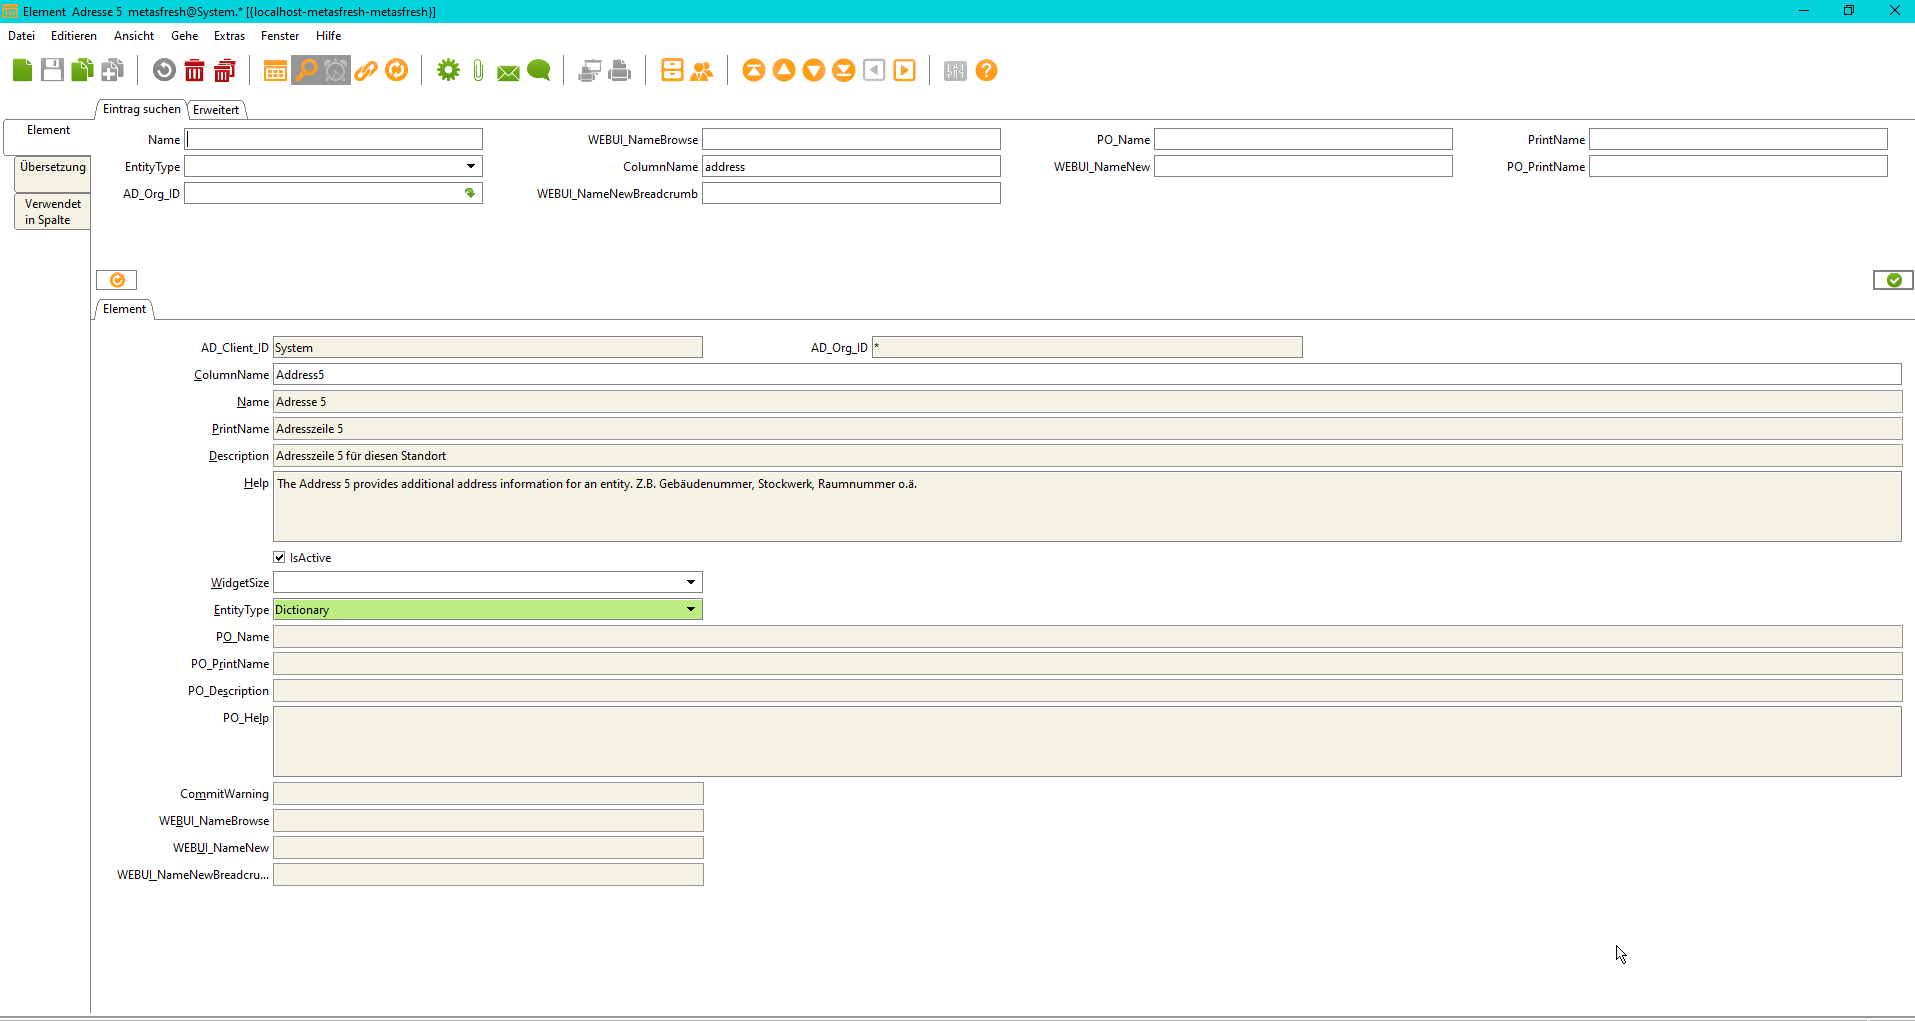 Element Adresse 5 metasfresh@System.* [{localhost-metasfresh-metasfresh}]
Datei Editieren Ansicht Gehe Extras Fenster Hilfe
Eintrag suchen Erweitert
Element
Übersetzung
Verwendet
in Spalte
Name WEBUI_NameBrowse PO_Name PrintName
EntityType ColumnName address WEBUI_NameNew PO_PrintName
AD_Org_ID WEBUI_NameNewBreadcrumb
Element
AD_Client_ID System AD_Org_ID *
ColumnName Address5
Name Adresse 5
PrintName Adresszeile 5
Description Adresszeile 5 für diesen Standort
Help The Address 5 provides additional address information for an entity. Z.B. Gebäudenummer, Stockwerk, Raumnummer o.ä.
IsActive
WidgetSize
EntityType Dictionary
PO_Name
PO_PrintName
PO_Description
PO_Help
CommitWarning
WEBUI_NameBrowse
WEBUI_NameNew
WEBUI_NameNewBreadcru...